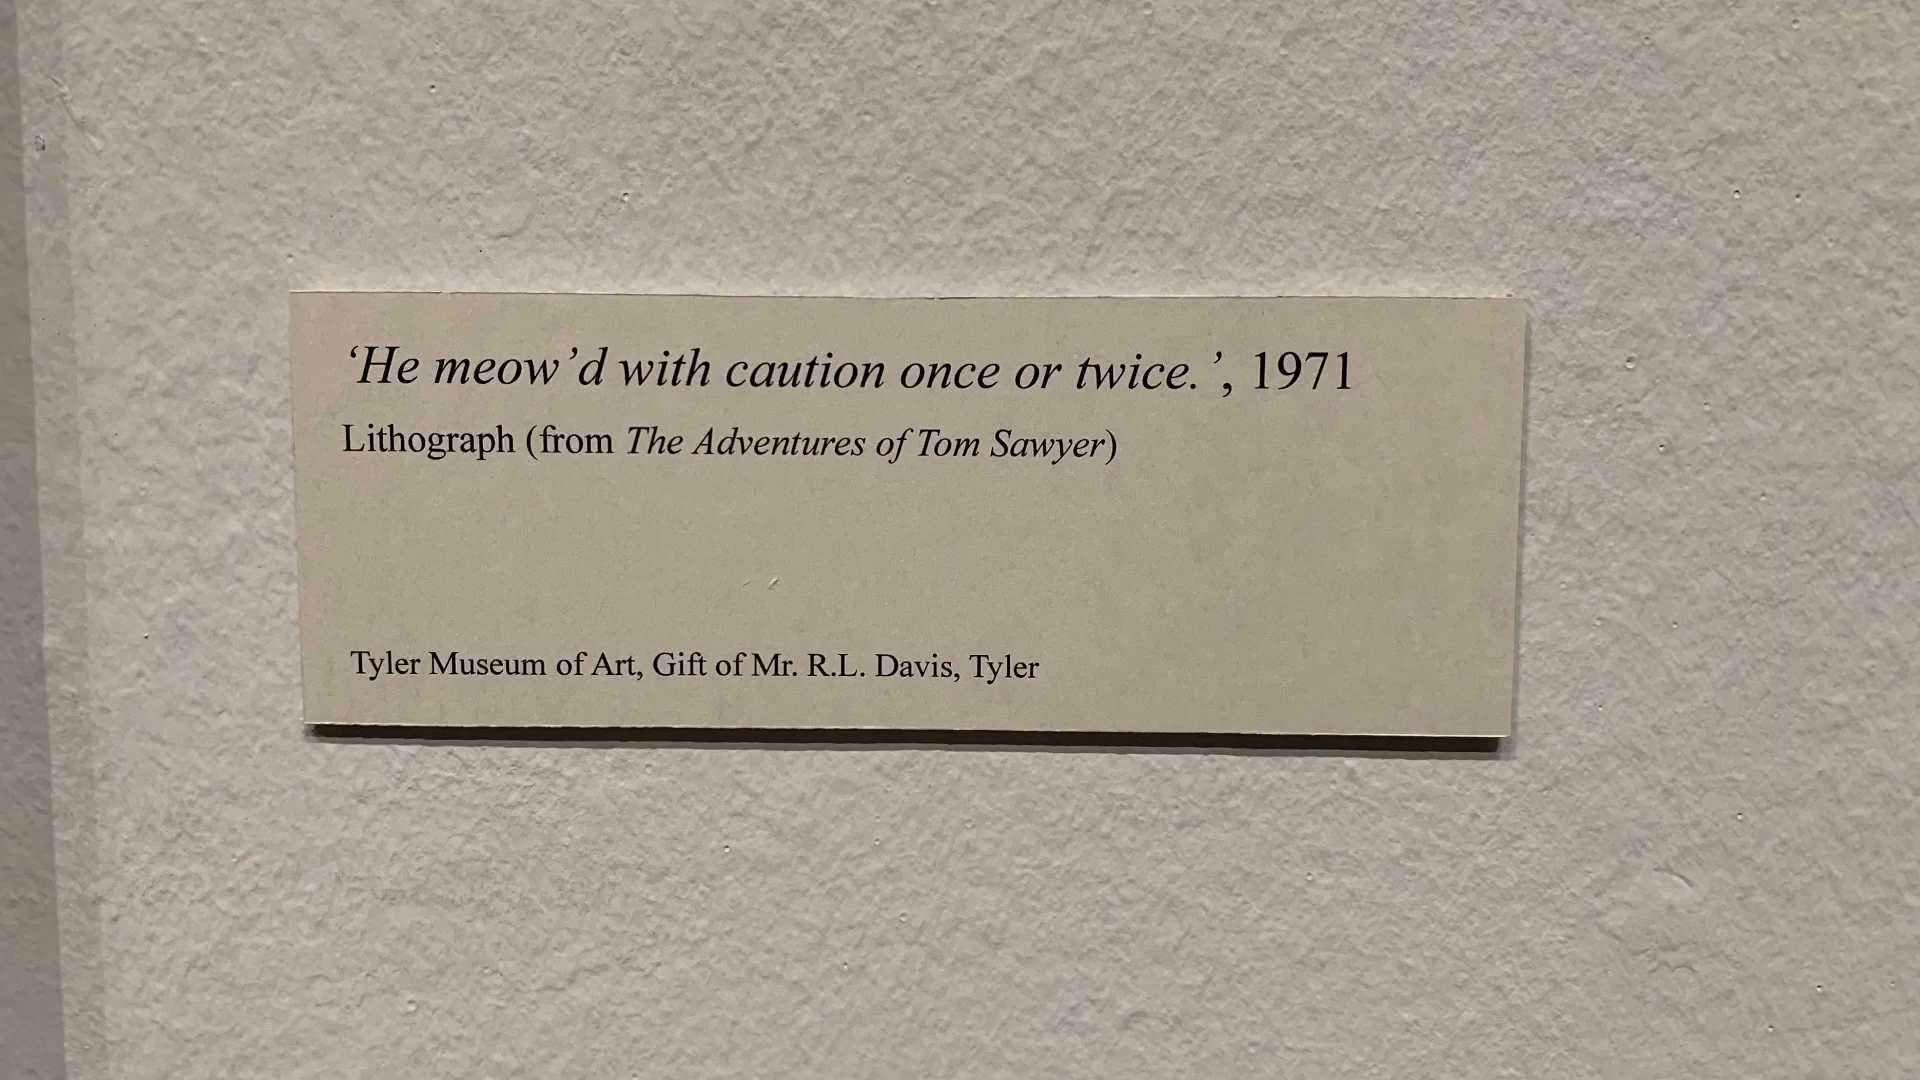 ‘He meow’d with caution once or twice.’, 1971
Lithograph (from The Adventures of Tom Sawyer)
Tyler Museum of Art, Gift of Mr. R.L. Davis, Tyler